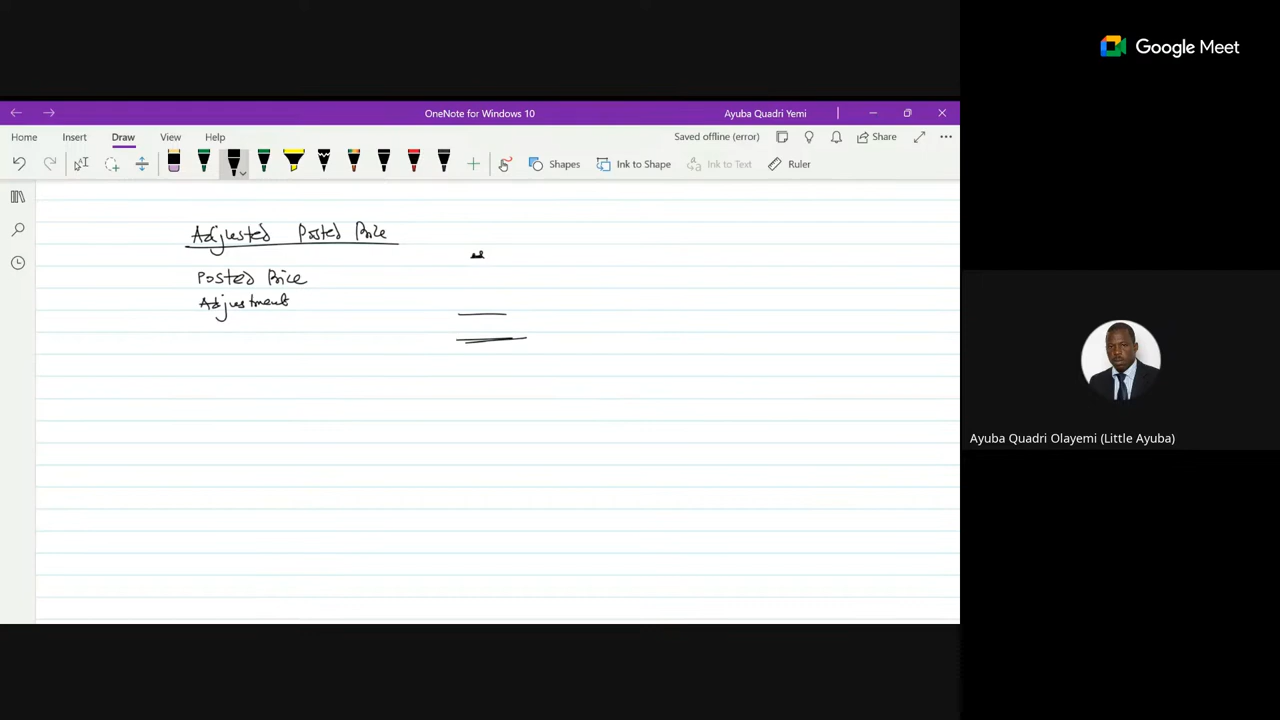 Google Meet
OneNote for Windows 10
Ayuba Quadri Yemi
Home Insert Draw View Help
Saved offline (error)
Share
Shapes
Ink to Shape
Ink to Text
Ruler
Adjusted Posted Price
Posted Price
Adjustment
Ayuba Quadri Olayemi (Little Ayuba)